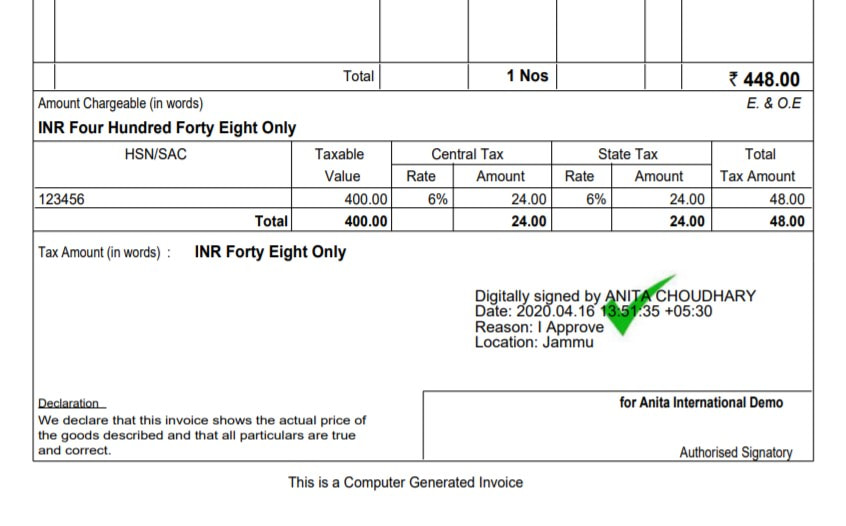 Total 1 Nos ₹ 448.00
Amount Chargeable (in words) E. & O.E
INR Four Hundred Forty Eight Only
HSN/SAC Taxable Central Tax State Tax Total
Value Rate Amount Rate Amount Tax Amount
123456 400.00 6% 24.00 6% 24.00 48.00
Total 400.00 24.00 24.00 48.00
Tax Amount (in words) : INR Forty Eight Only
Digitally signed by ANITA CHOUDHARY
Date: 2020.04.16 13:51:35 +05:30
Reason: I Approve
Location: Jammu
Declaration
We declare that this invoice shows the actual price of
the goods described and that all particulars are true
and correct.
for Anita International Demo
Authorised Signatory
This is a Computer Generated Invoice